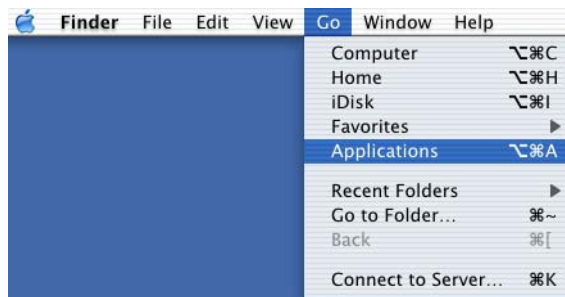 Finder File Edit View Go Window Help
Computer ⌥⌘C
Home ⌥⌘H
iDisk ⌥⌘I
Favorites ▶
Applications ⌥⌘A
Recent Folders ▶
Go to Folder... ⌘~
Back ⌘[
Connect to Server... ⌘K